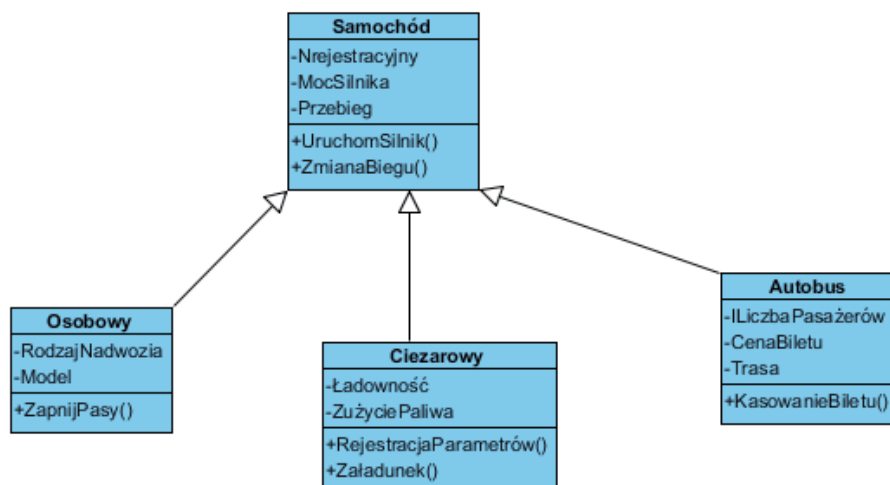 Samochód
-Nrejestracyjny
-MocSilnika
-Przebieg
+UruchomSilnik()
+ZmianaBiegu()
Osobowy
-RodzajNadwozia
-Model
+ZapnijPasy()
Ciezarowy
-Ładowność
-ZużyciePaliwa
+RejestracjaParametrów()
+Załadunek()
Autobus
-ILiczbaPasażerów
-CenaBiletu
-Trasa
+KasowanieBiletu()